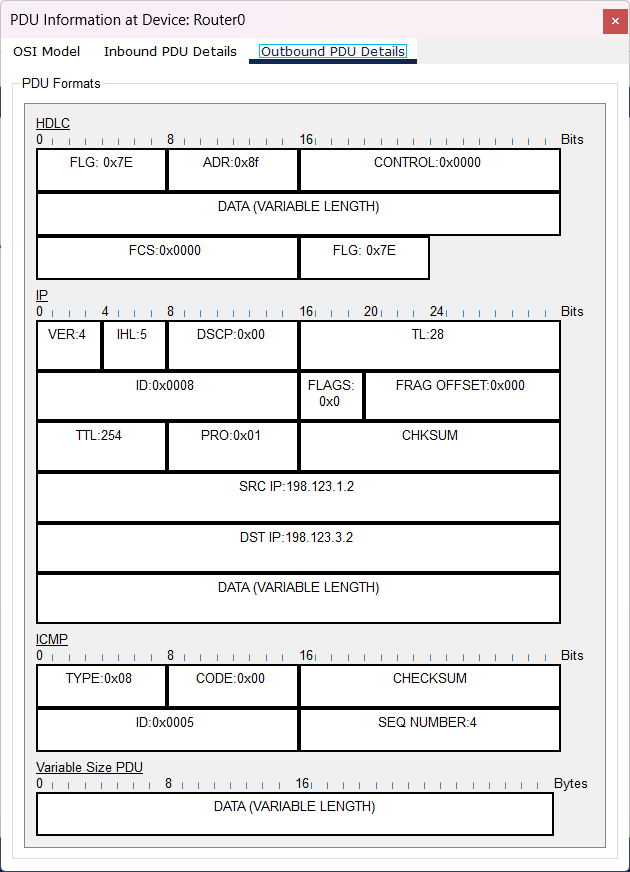 PDU Information at Device: Router0
OSI Model Inbound PDU Details Outbound PDU Details
PDU Formats
HDLC
0 8 16 Bits
FLG: 0x7E ADR:0x8f CONTROL:0x0000
DATA (VARIABLE LENGTH)
FCS:0x0000 FLG: 0x7E
IP
0 4 8 16 20 24 Bits
VER:4 IHL:5 DSCP:0x00 TL:28
ID:0x0008 FLAGS: 0x0 FRAG OFFSET:0x000
TTL:254 PRO:0x01 CHKSUM
SRC IP:198.123.1.2
DST IP:198.123.3.2
DATA (VARIABLE LENGTH)
ICMP
0 8 16 Bits
TYPE:0x08 CODE:0x00 CHECKSUM
ID:0x0005 SEQ NUMBER:4
Variable Size PDU
0 8 16 Bytes
DATA (VARIABLE LENGTH)